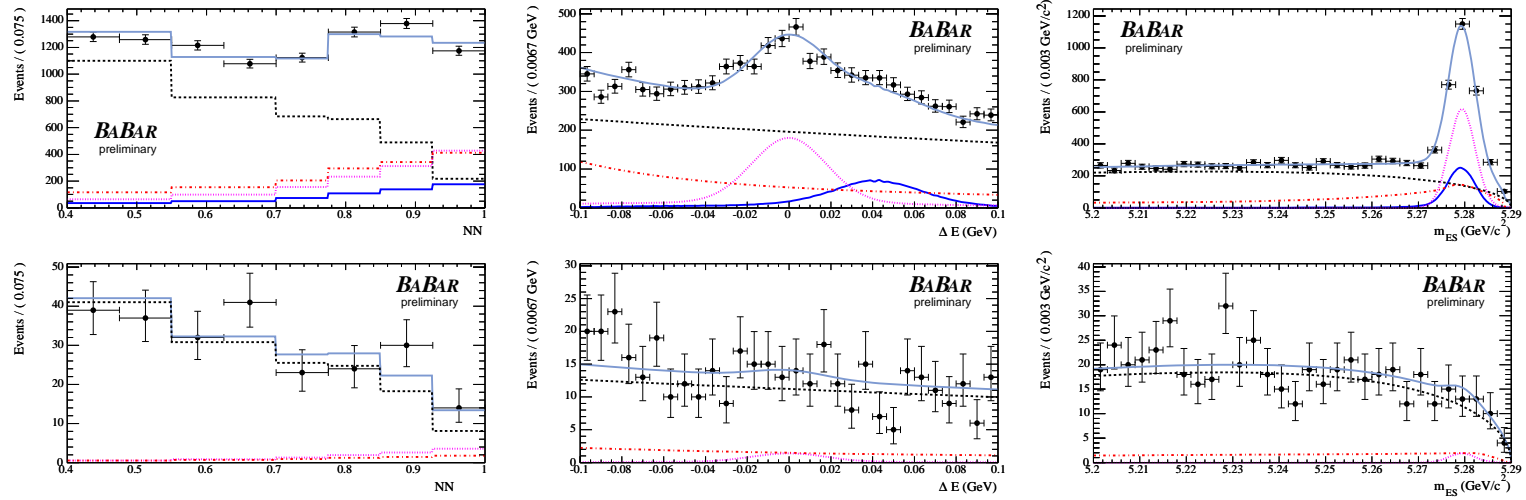 Events / ( 0.075 )
1400
1200
1000
800
600
400
200
0
BABAR
preliminary
0.4 0.5 0.6 0.7 0.8 0.9 1
NN
Events / ( 0.0067 GeV )
500
400
300
200
100
0
BABAR
preliminary
-0.1 -0.08 -0.06 -0.04 -0.02 0 0.02 0.04 0.06 0.08 0.1
Δ E (GeV)
Events / ( 0.003 GeV/c²)
1200
1000
800
600
400
200
0
BABAR
preliminary
5.2 5.21 5.22 5.23 5.24 5.25 5.26 5.27 5.28 5.29
mES (GeV/c²)
Events / ( 0.075 )
50
40
30
20
10
0
BABAR
preliminary
0.4 0.5 0.6 0.7 0.8 0.9 1
NN
Events / ( 0.0067 GeV )
30
25
20
15
10
5
0
BABAR
preliminary
-0.1 -0.08 -0.06 -0.04 -0.02 0 0.02 0.04 0.06 0.08 0.1
Δ E (GeV)
Events / ( 0.003 GeV/c²)
40
35
30
25
20
15
10
5
0
BABAR
preliminary
5.2 5.21 5.22 5.23 5.24 5.25 5.26 5.27 5.28 5.29
mES (GeV/c²)